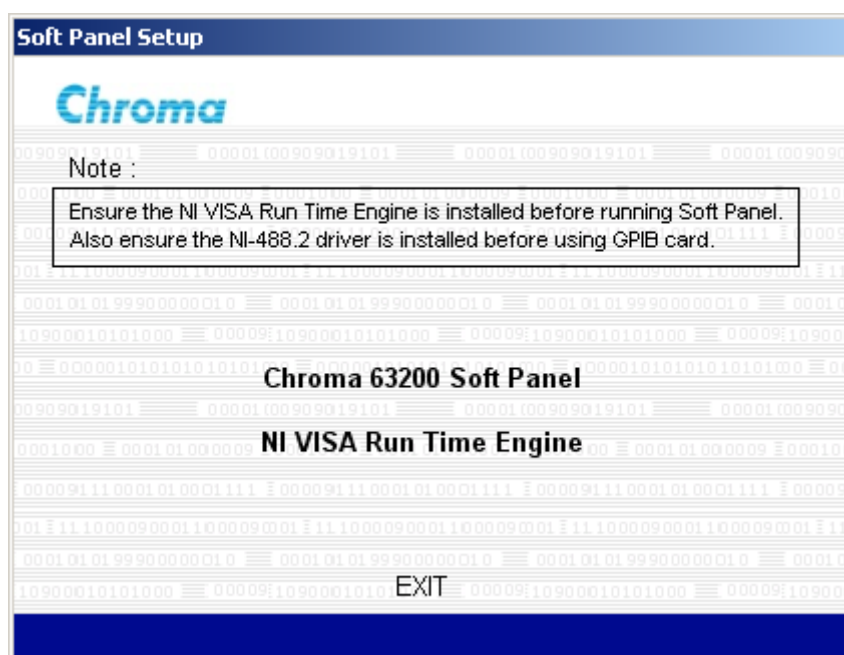 Soft Panel Setup
Chroma
Note :
Ensure the NI VISA Run Time Engine is installed before running Soft Panel.
Also ensure the NI-488.2 driver is installed before using GPIB card.
Chroma 63200 Soft Panel
NI VISA Run Time Engine
EXIT